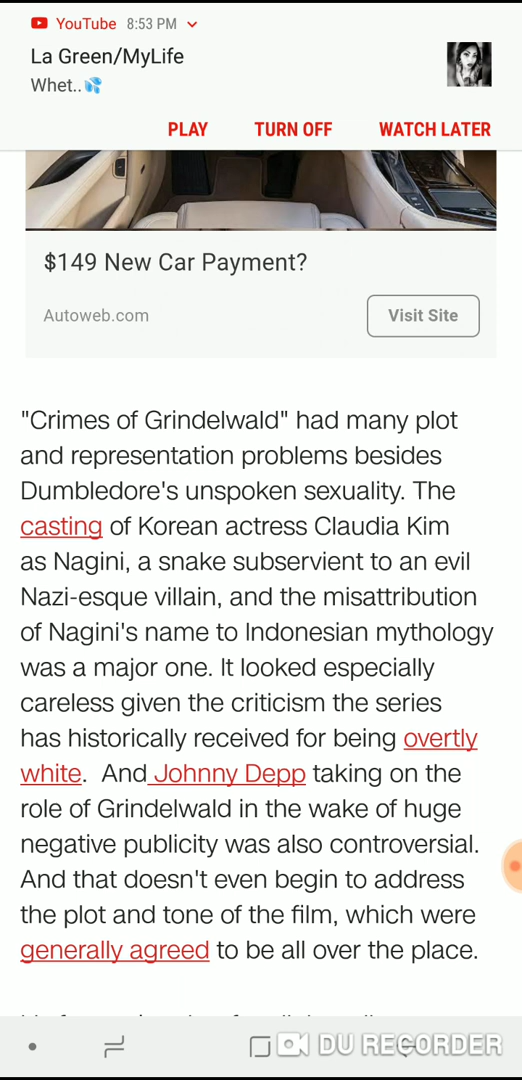 YouTube 8:53 PM
La Green/MyLife
Whet..💦
PLAY TURN OFF WATCH LATER
$149 New Car Payment?
Autoweb.com
Visit Site
"Crimes of Grindelwald" had many plot
and representation problems besides
Dumbledore's unspoken sexuality. The
casting of Korean actress Claudia Kim
as Nagini, a snake subservient to an evil
Nazi-esque villain, and the misattribution
of Nagini's name to Indonesian mythology
was a major one. It looked especially
careless given the criticism the series
has historically received for being overtly
white. And Johnny Depp taking on the
role of Grindelwald in the wake of huge
negative publicity was also controversial.
And that doesn't even begin to address
the plot and tone of the film, which were
generally agreed to be all over the place.
DU RECORDER